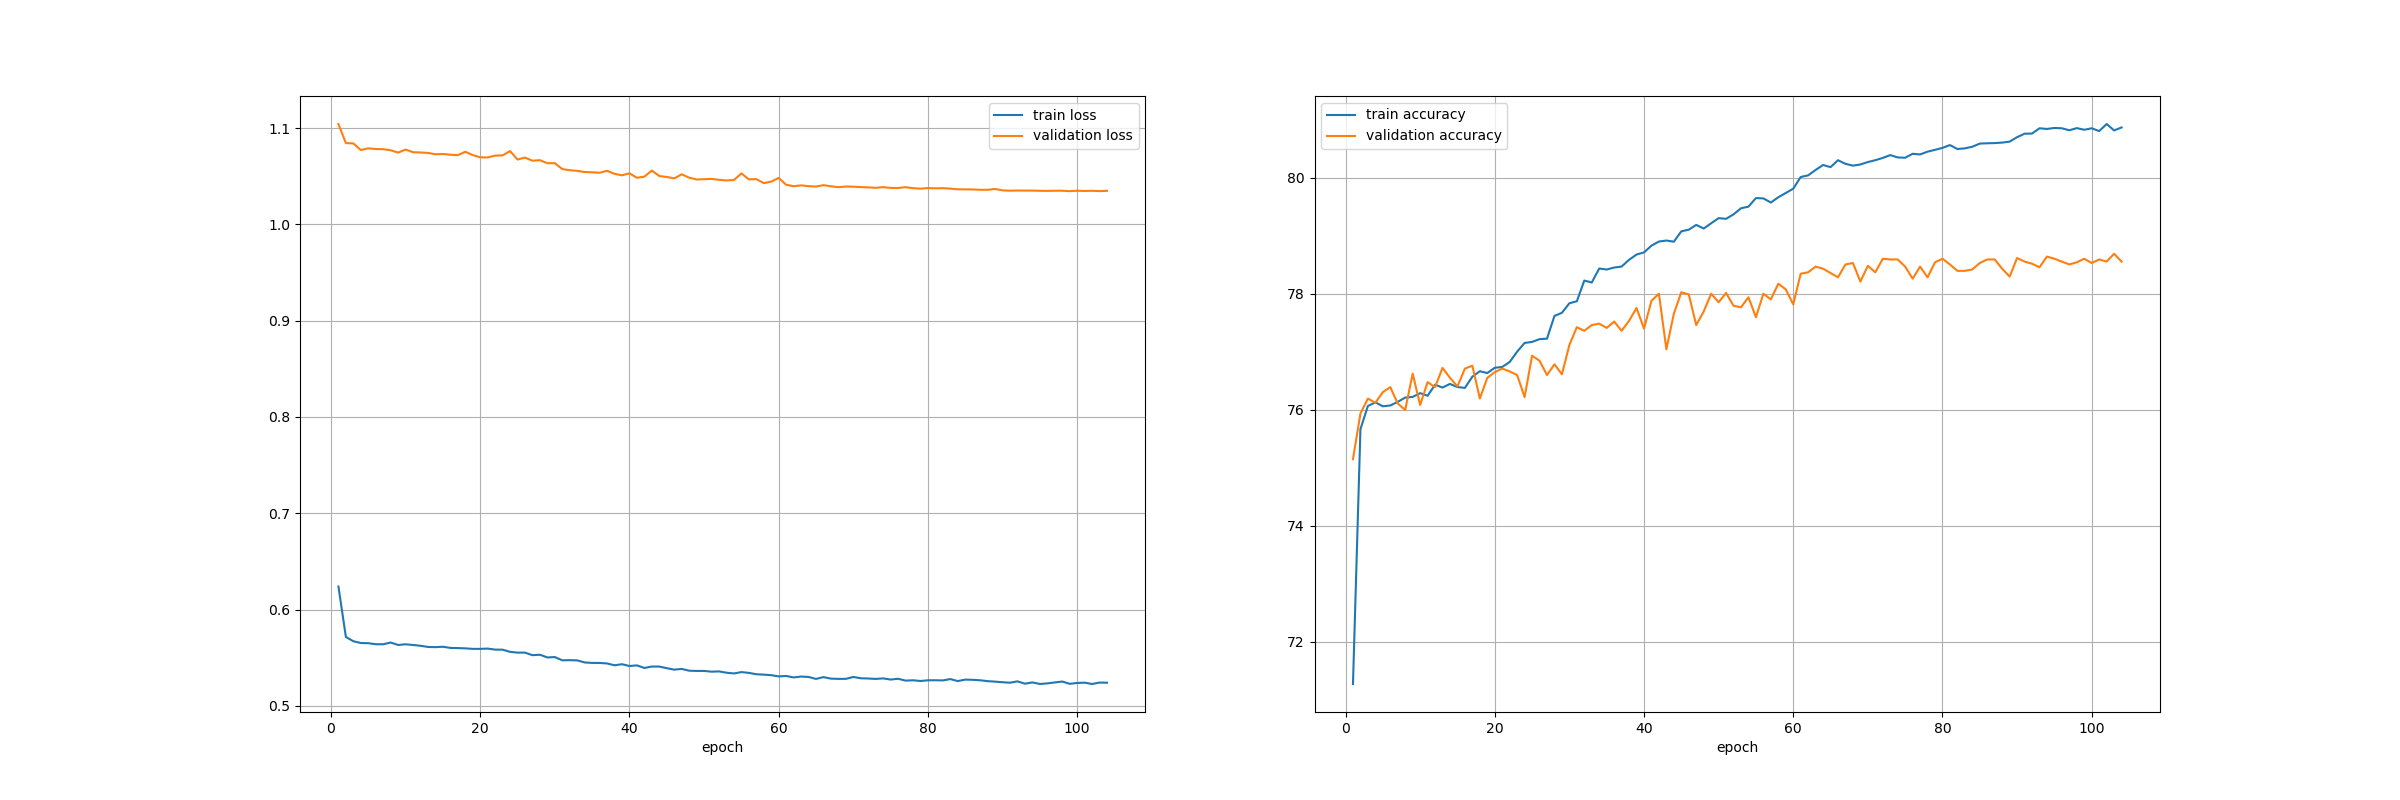 train loss
validation loss
1.1
1.0
0.9
0.8
0.7
0.6
0.5
0 20 40 60 80 100
epoch
train accuracy
validation accuracy
80
78
76
74
72
0 20 40 60 80 100
epoch